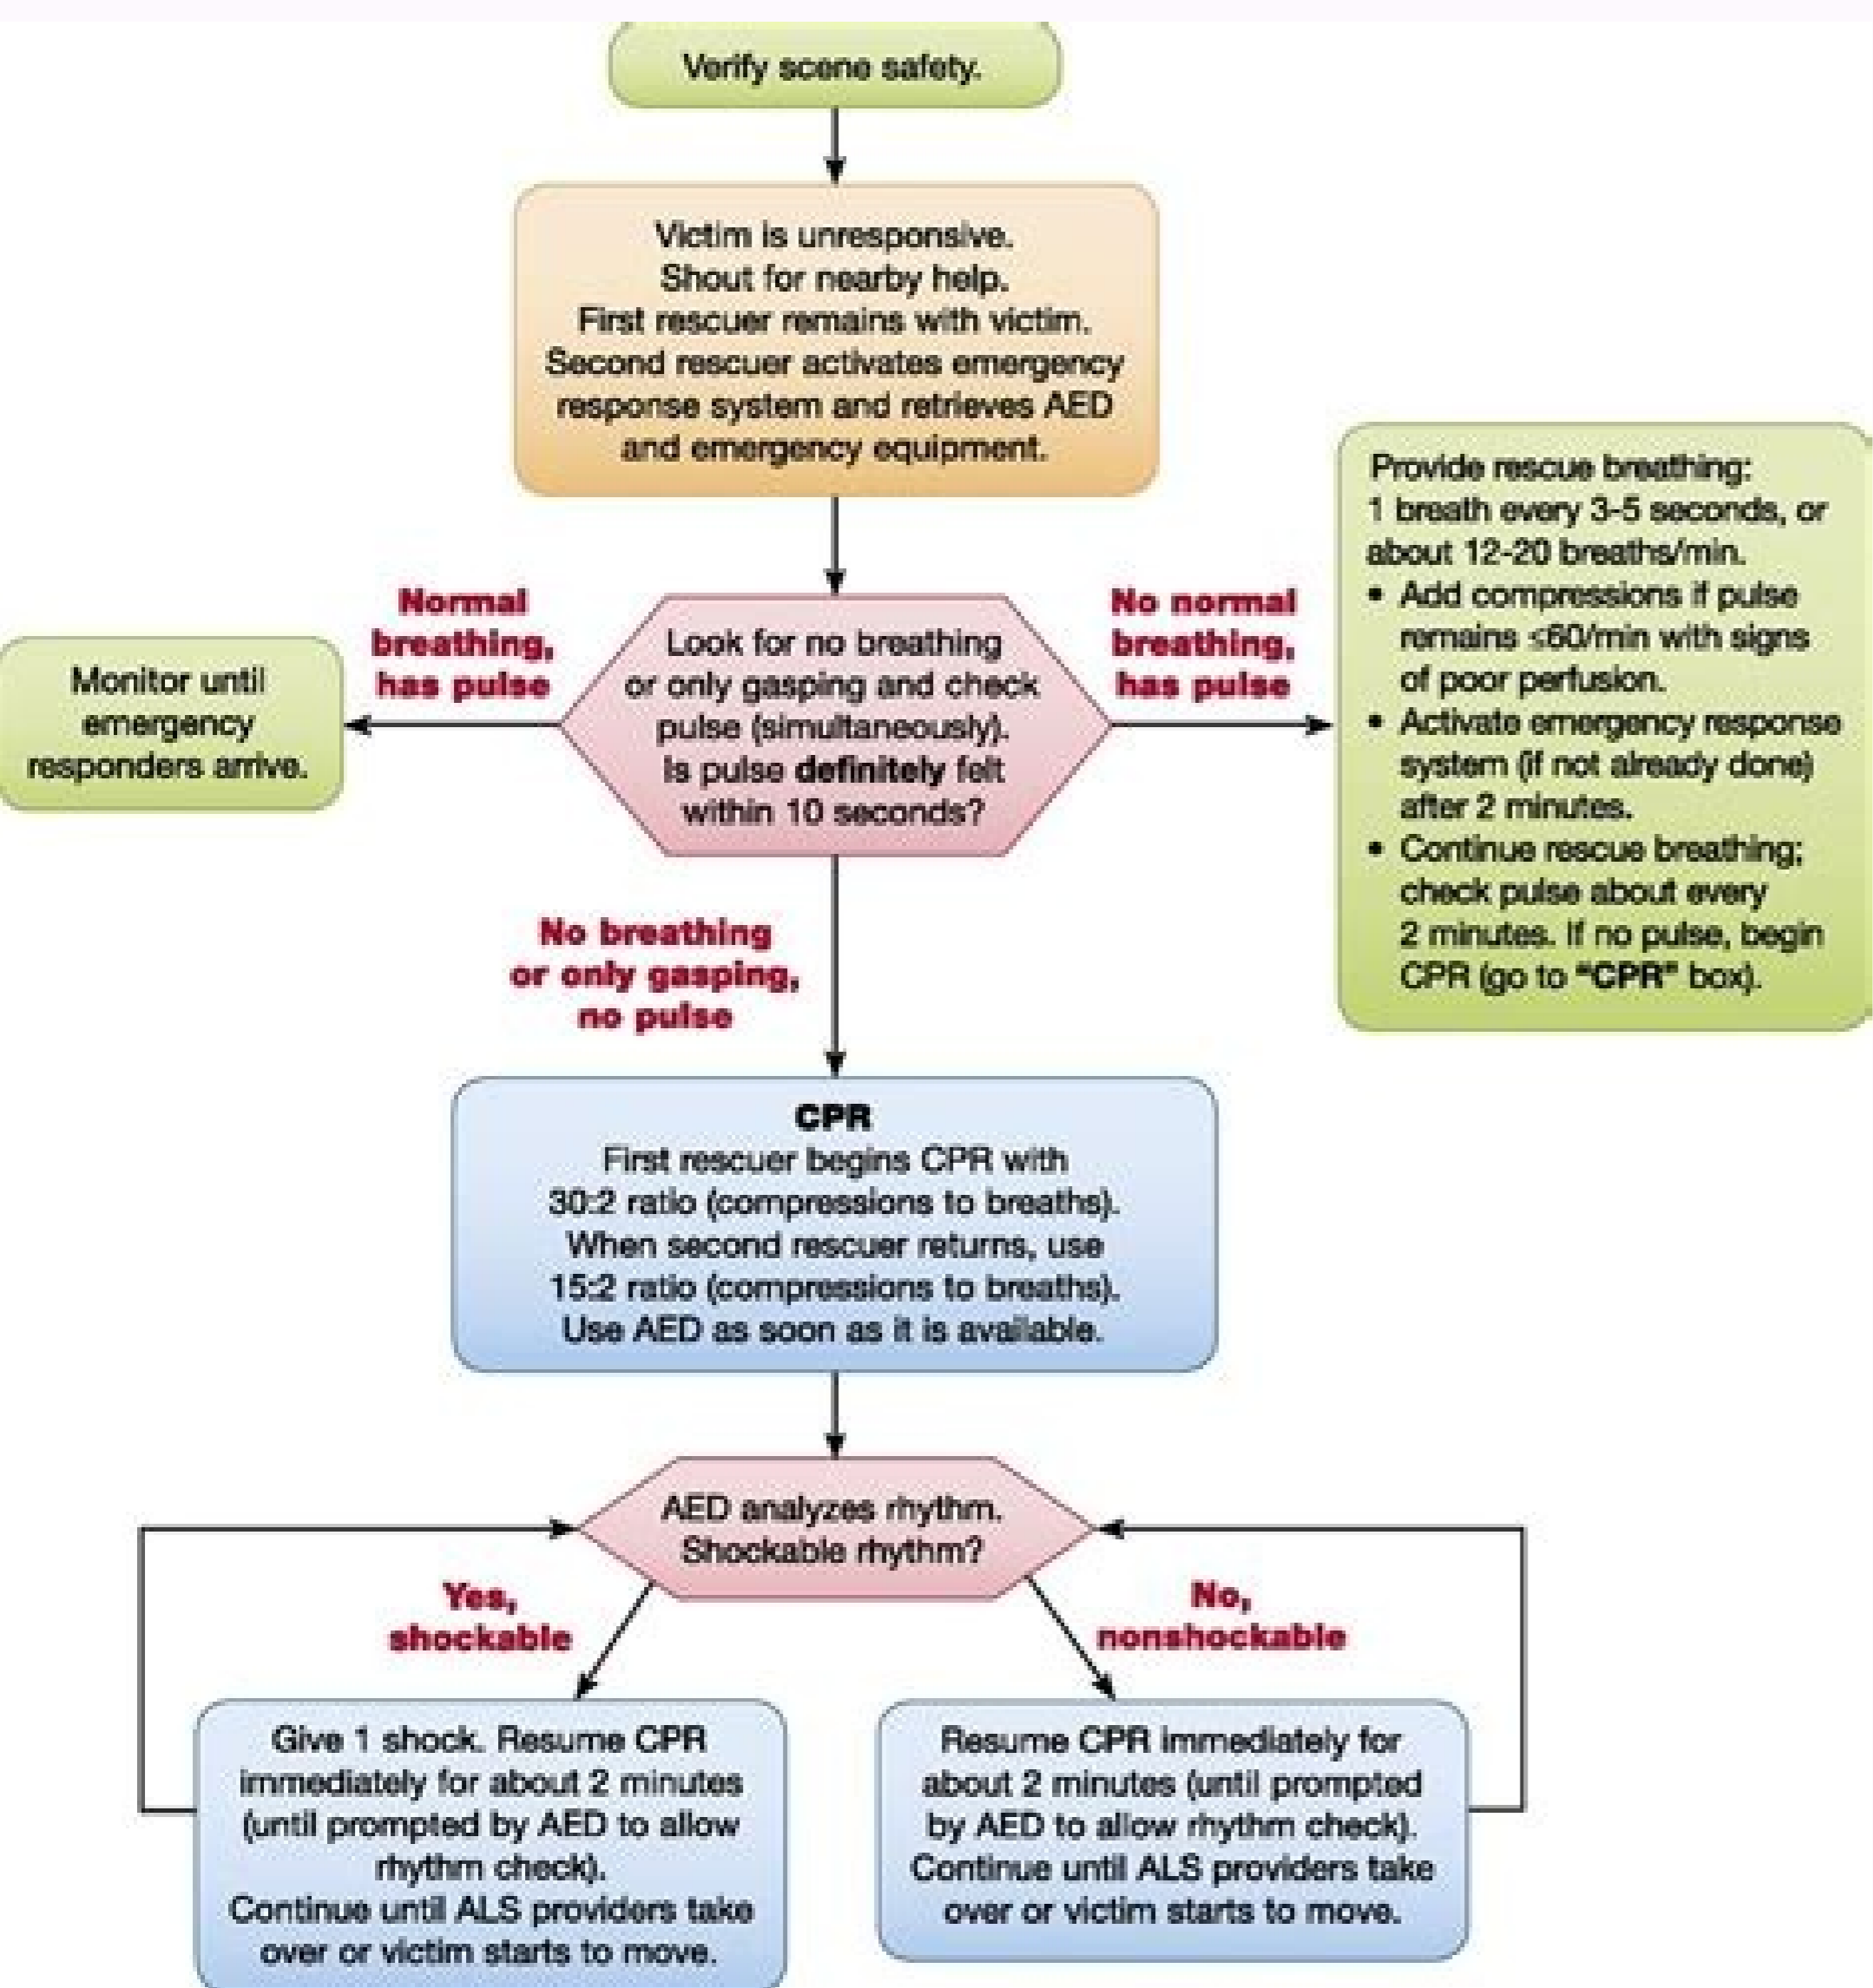 Verify scene safety.
Victim is unresponsive.
Shout for nearby help.
First rescuer remains with victim.
Second rescuer activates emergency
response system and retrieves AED
and emergency equipment.
Normal
breathing,
has pulse
Monitor until
emergency
responders arrive.
Look for no breathing
or only gasping and check
pulse (simultaneously).
Is pulse definitely felt
within 10 seconds?
No normal
breathing,
has pulse
Provide rescue breathing:
1 breath every 3-5 seconds, or
about 12-20 breaths/min.
• Add compressions if pulse
remains ≤60/min with signs
of poor perfusion.
• Activate emergency response
system (if not already done)
after 2 minutes.
• Continue rescue breathing;
check pulse about every
2 minutes. If no pulse, begin
CPR (go to "CPR" box).
No breathing
or only gasping,
no pulse
CPR
First rescuer begins CPR with
30:2 ratio (compressions to breaths).
When second rescuer returns, use
15:2 ratio (compressions to breaths).
Use AED as soon as it is available.
AED analyzes rhythm.
Shockable rhythm?
Yes,
shockable
No,
nonshockable
Give 1 shock. Resume CPR
immediately for about 2 minutes
(until prompted by AED to allow
rhythm check).
Continue until ALS providers take
over or victim starts to move.
Resume CPR immediately for
about 2 minutes (until prompted
by AED to allow rhythm check).
Continue until ALS providers take
over or victim starts to move.